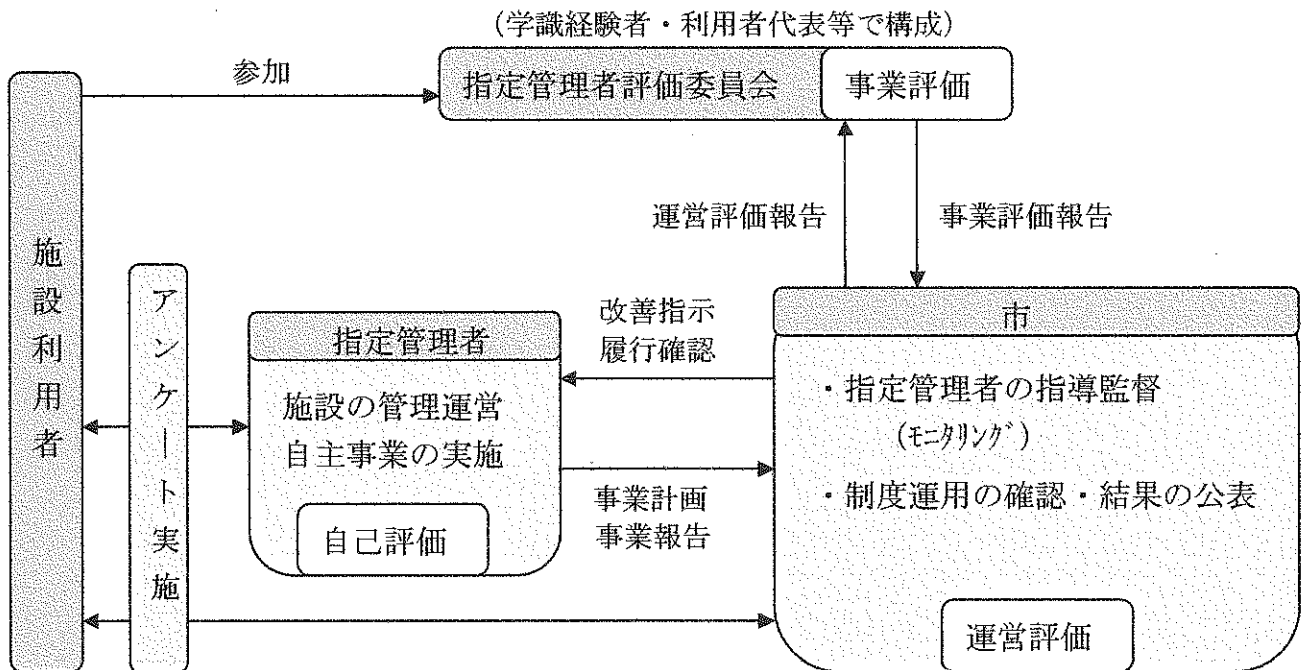 (学識経験者・利用者代表等で構成)
参加
指定管理者評価委員会
事業評価
運営評価報告
事業評価報告
施設利用者
アンケート実施
指定管理者
施設の管理運営
自主事業の実施
自己評価
改善指示
履行確認
事業計画
事業報告
市
・指定管理者の指導監督
(ﾓﾆﾀﾘﾝｸﾞ)
・制度運用の確認・結果の公表
運営評価